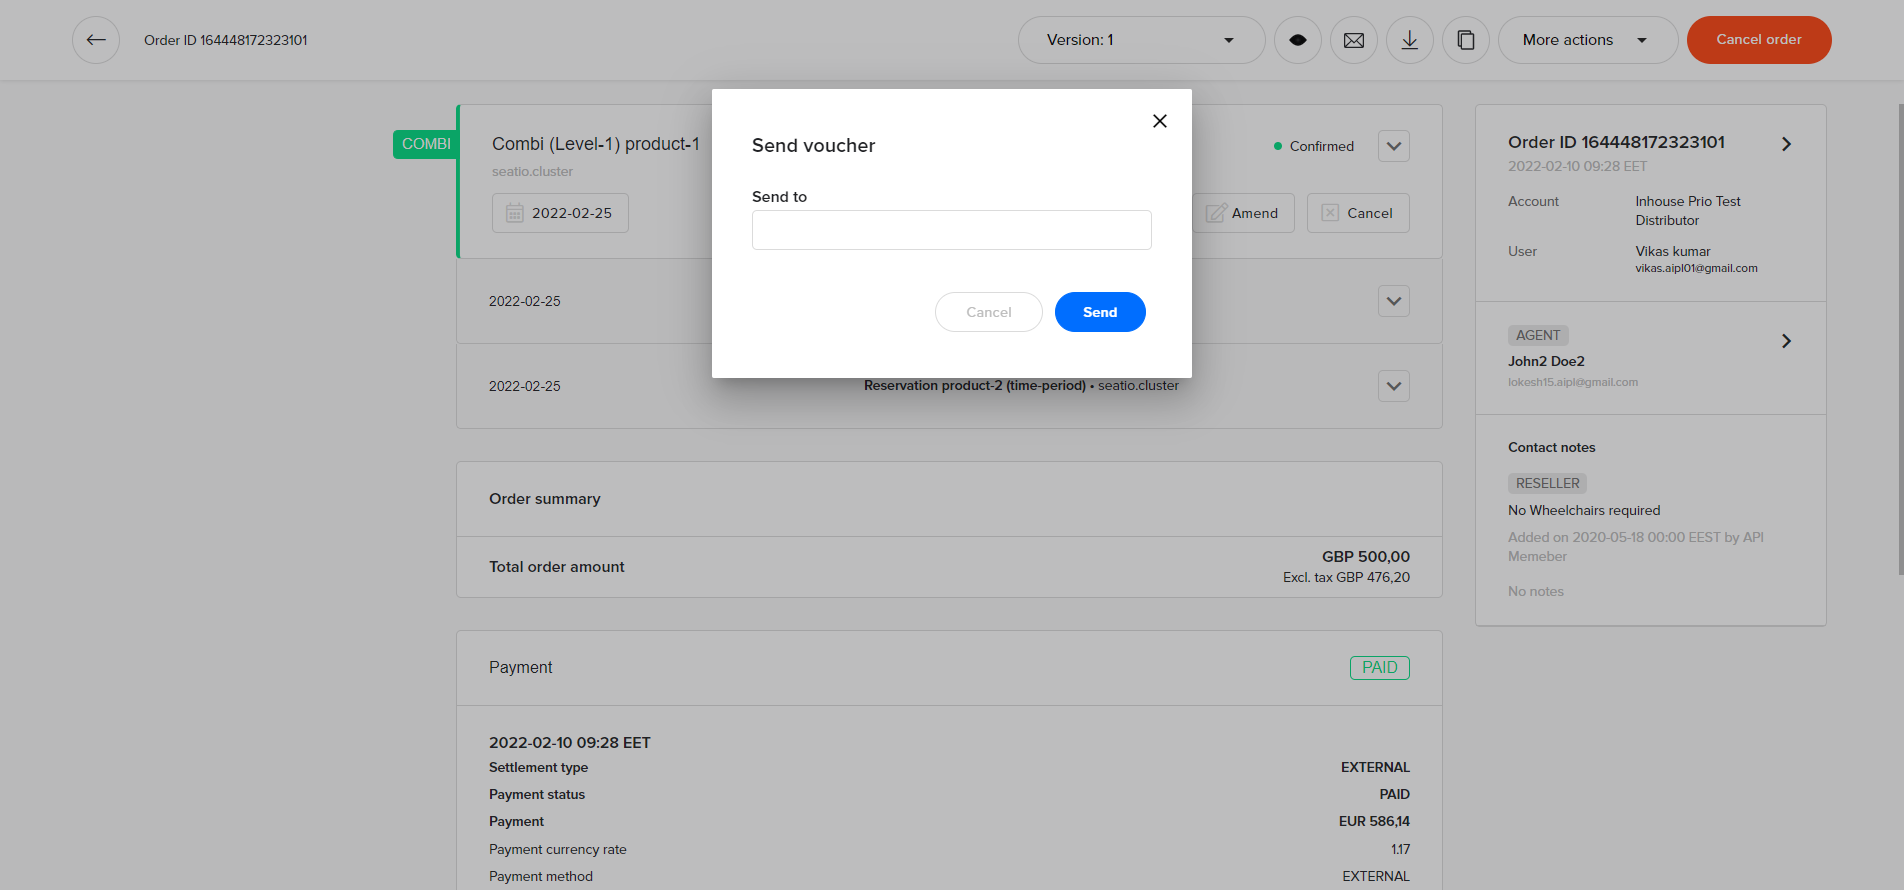 Order ID 164448172323101
Version: 1
More actions
Cancel order
COMBI
Combi (Level-1) product-1
seatio.cluster
2022-02-25
Confirmed
Amend
Cancel
2022-02-25
2022-02-25
Reservation product-2 (time-period) • seatio.cluster
Send voucher
Send to
Cancel
Send
Order summary
Total order amount
GBP 500,00
Excl. tax GBP 476,20
Payment
PAID
2022-02-10 09:28 EET
Settlement type
EXTERNAL
Payment status
PAID
Payment
EUR 586,14
Payment currency rate
1.17
Payment method
EXTERNAL
Order ID 164448172323101
2022-02-10 09:28 EET
Account
Inhouse Prio Test
Distributor
User
Vikas kumar
vikas.aipl01@gmail.com
AGENT
John2 Doe2
lokesh15.aipl@gmail.com
Contact notes
RESELLER
No Wheelchairs required
Added on 2020-05-18 00:00 EEST by API
Memeber
No notes